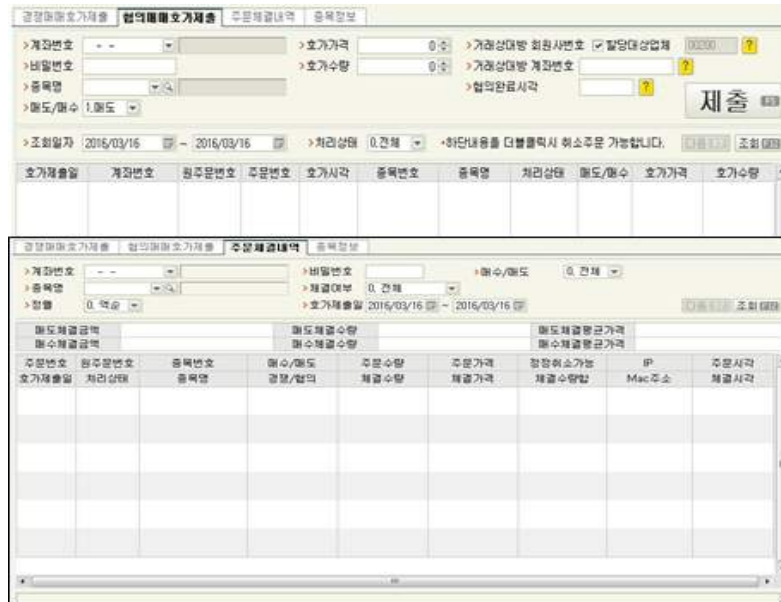 경쟁매매호가제출 협의매매호가제출 주문체결내역 종목정보
>계좌번호 - - >호가가격 0 >거래상대방 회원사번호 할당대상업체 00200 ?
>비밀번호 >호가수량 0 >거래상대방 계좌번호 ?
>종목명 >협의완료시각 ?
>매도/매수 1.매도 제출
>조회일자 2016/03/16 ~ 2016/03/16 >처리상태 0.전체 •하단내용을 더블클릭시 취소주문 가능합니다. 다음 조회
호가제출일 계좌번호 원주문번호 주문번호 호가시각 종목번호 종목명 처리상태 매도/매수 호가가격 호가수량
경쟁매매호가제출 협의매매호가제출 주문체결내역 종목정보
>계좌번호 - - >비밀번호 >매수/매도 0. 전체
>종목명 >체결여부 0. 전체
>정렬 0. 역순 >호가제출일 2016/03/16 ~ 2016/03/16 다음 조회
매도체결금액 매도체결수량 매도체결평균가격
매수체결금액 매수체결수량 매수체결평균가격
주문번호 원주문번호 종목번호 매수/매도 주문수량 주문가격 정정취소가능 IP 주문시각
호가제출일 처리상태 종목명 경쟁/협의 체결수량 체결가격 체결수량합 Mac주소 체결시각